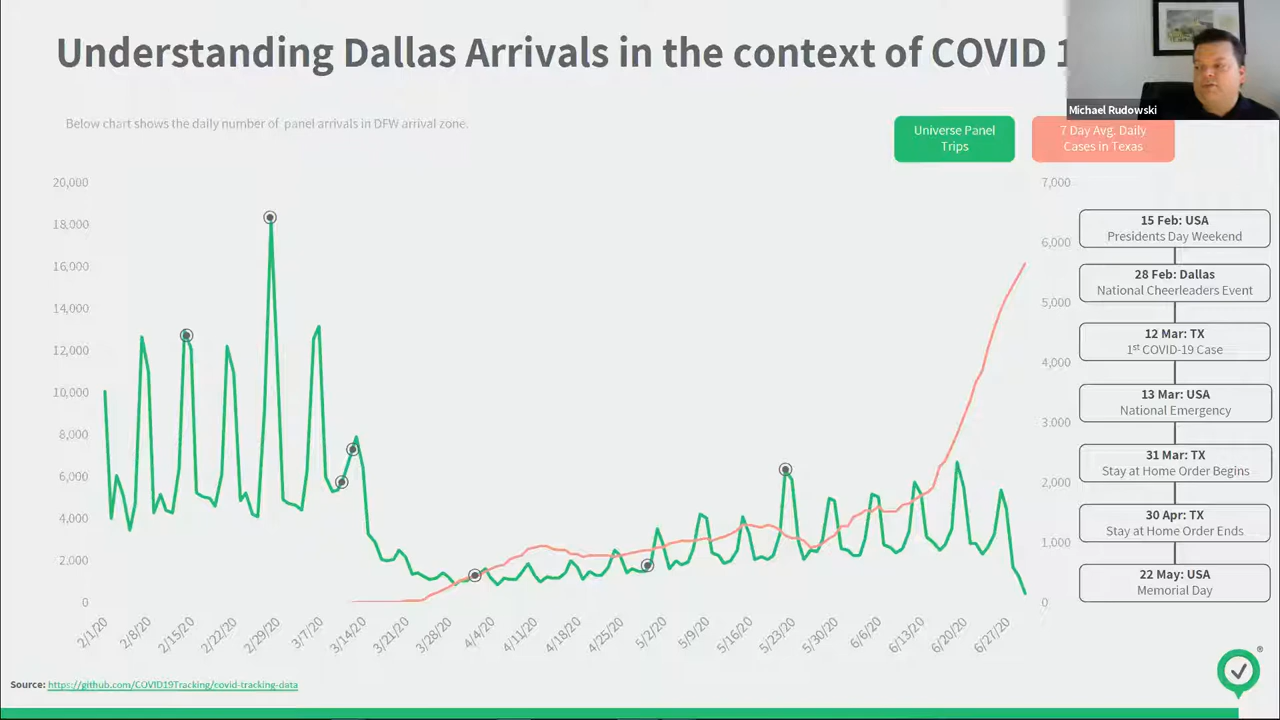 Understanding Dallas Arrivals in the context of COVID 1
Michael Rudowski
Below chart shows the daily number of panel arrivals in DFW arrival zone.
Universe Panel
Trips
7 Day Avg. Daily
Cases in Texas
20,000
18,000
16,000
14,000
12,000
10,000
8,000
6,000
4,000
2,000
0
7,000
6,000
5,000
4,000
3,000
2,000
1,000
0
2/1/20
2/8/20
2/15/20
2/22/20
2/29/20
3/7/20
3/14/20
3/21/20
3/28/20
4/4/20
4/11/20
4/18/20
4/25/20
5/2/20
5/9/20
5/16/20
5/23/20
5/30/20
6/6/20
6/13/20
6/20/20
6/27/20
15 Feb: USA
Presidents Day Weekend
28 Feb: Dallas
National Cheerleaders Event
12 Mar: TX
1st COVID-19 Case
13 Mar: USA
National Emergency
31 Mar: TX
Stay at Home Order Begins
30 Apr: TX
Stay at Home Order Ends
22 May: USA
Memorial Day
®
Source: https://github.com/COVID19Tracking/covid-tracking-data